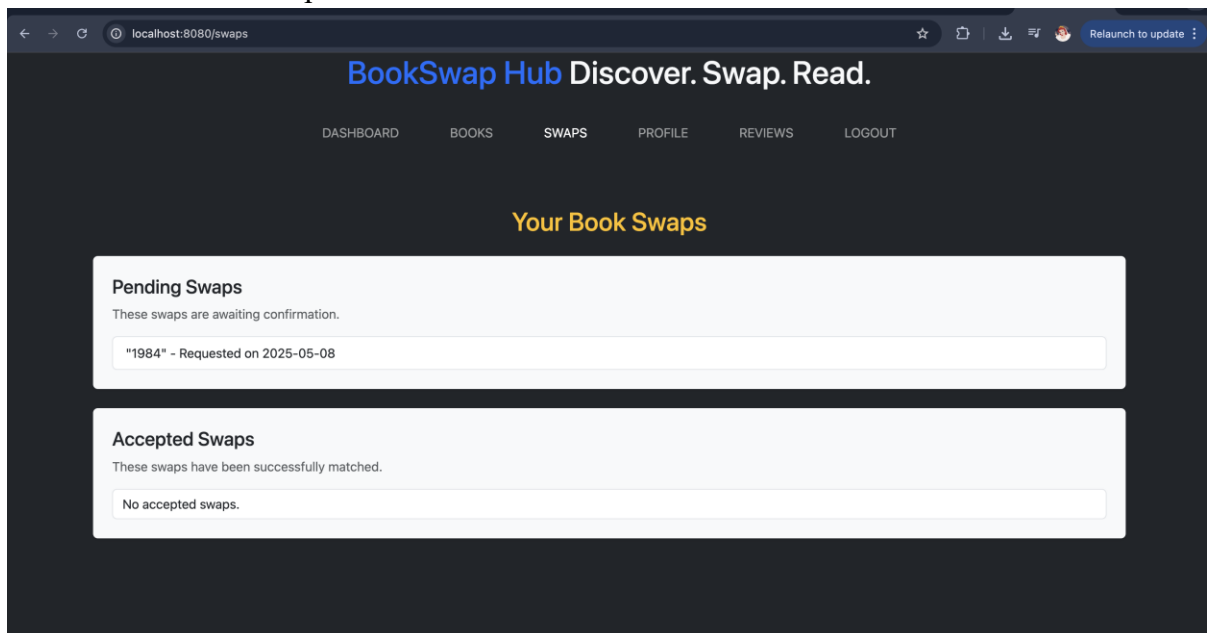 localhost:8080/swaps
Relaunch to update
BookSwap Hub Discover. Swap. Read.
DASHBOARD BOOKS SWAPS PROFILE REVIEWS LOGOUT
Your Book Swaps
Pending Swaps
These swaps are awaiting confirmation.
"1984" - Requested on 2025-05-08
Accepted Swaps
These swaps have been successfully matched.
No accepted swaps.